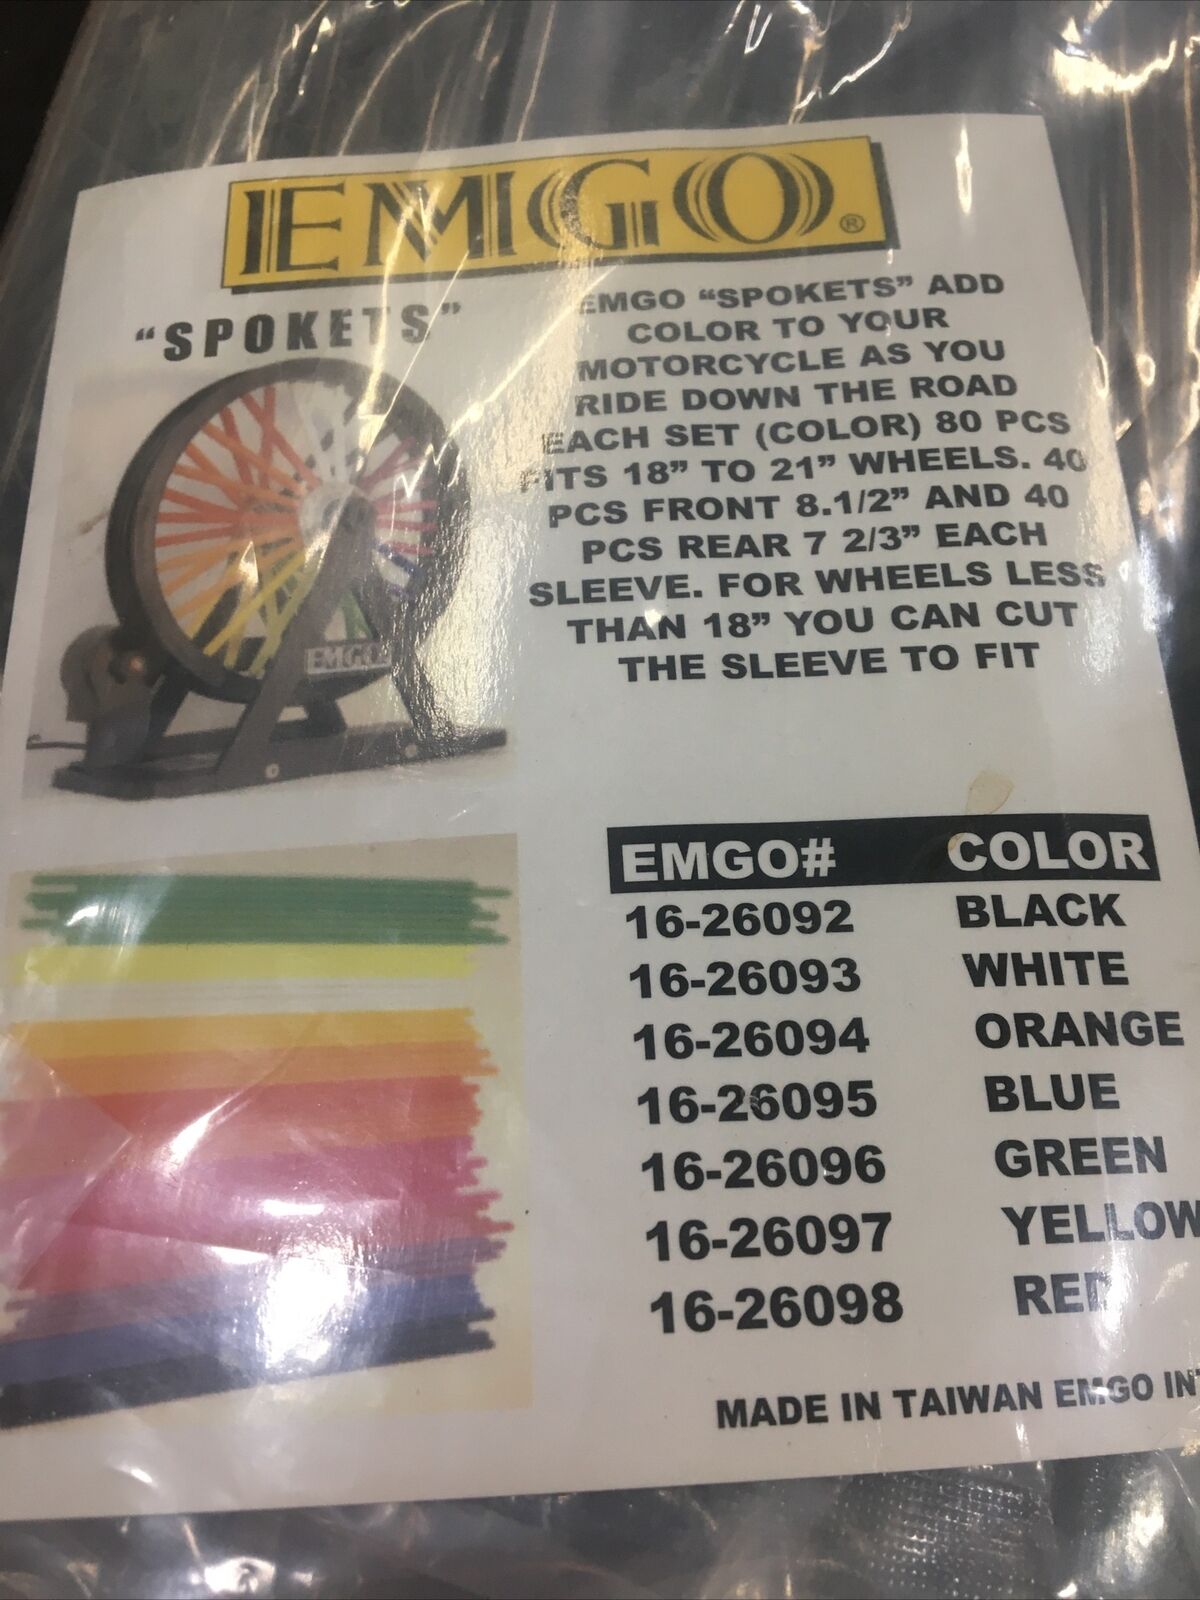 EMGO®
"SPOKETS"
EMGO "SPOKETS" ADD
COLOR TO YOUR
MOTORCYCLE AS YOU
RIDE DOWN THE ROAD
EACH SET (COLOR) 80 PCS
FITS 18" TO 21" WHEELS. 40
PCS FRONT 8.1/2" AND 40
PCS REAR 7 2/3" EACH
SLEEVE. FOR WHEELS LESS
THAN 18" YOU CAN CUT
THE SLEEVE TO FIT
EMGO
EMGO# COLOR
16-26092 BLACK
16-26093 WHITE
16-26094 ORANGE
16-26095 BLUE
16-26096 GREEN
16-26097 YELLOW
16-26098 RED
MADE IN TAIWAN EMGO